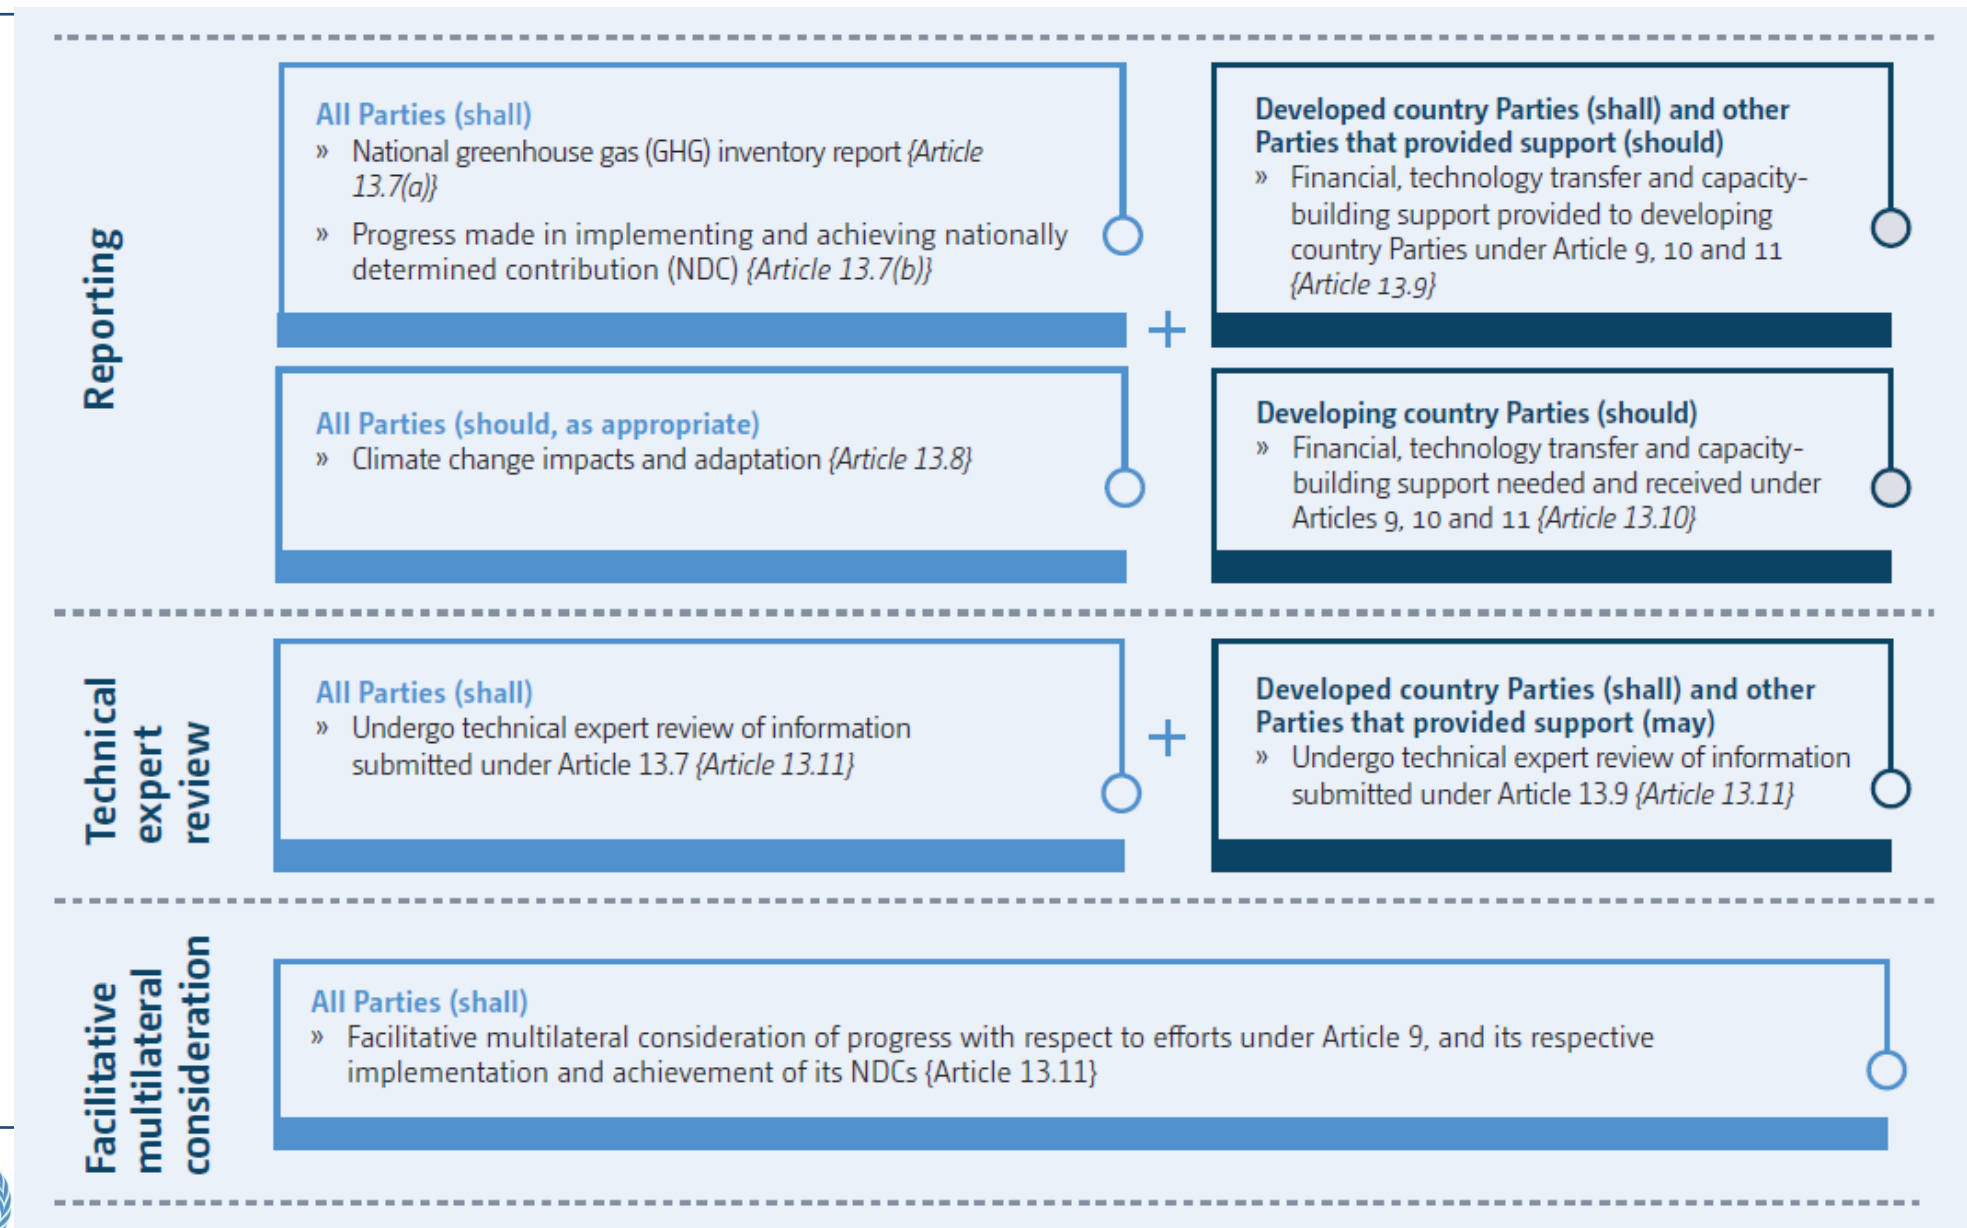 Reporting
All Parties (shall)
» National greenhouse gas (GHG) inventory report {Article
13.7(a)}
» Progress made in implementing and achieving nationally
determined contribution (NDC) {Article 13.7(b)}
+
Developed country Parties (shall) and other
Parties that provided support (should)
» Financial, technology transfer and capacity-
building support provided to developing
country Parties under Article 9, 10 and 11
{Article 13.9}
All Parties (should, as appropriate)
» Climate change impacts and adaptation {Article 13.8}
Developing country Parties (should)
» Financial, technology transfer and capacity-
building support needed and received under
Articles 9, 10 and 11 {Article 13.10}
Technical
expert
review
All Parties (shall)
» Undergo technical expert review of information
submitted under Article 13.7 {Article 13.11}
+
Developed country Parties (shall) and other
Parties that provided support (may)
» Undergo technical expert review of information
submitted under Article 13.9 {Article 13.11}
Facilitative
multilateral
consideration
All Parties (shall)
» Facilitative multilateral consideration of progress with respect to efforts under Article 9, and its respective
implementation and achievement of its NDCs {Article 13.11}